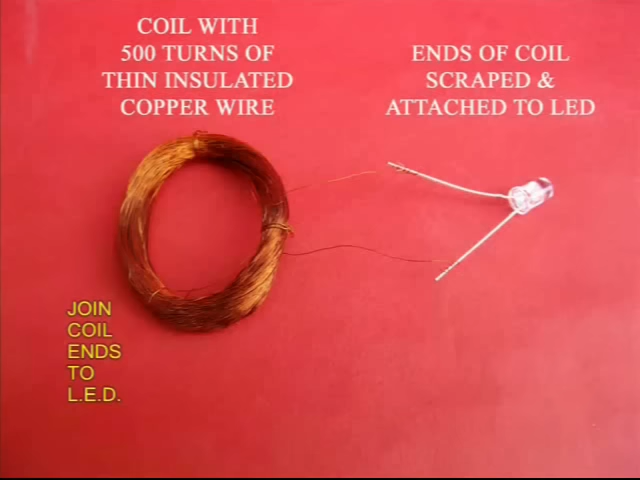 COIL WITH
500 TURNS OF
THIN INSULATED
COPPER WIRE
ENDS OF COIL
SCRAPED &
ATTACHED TO LED
JOIN
COIL
ENDS
TO
L.E.D.